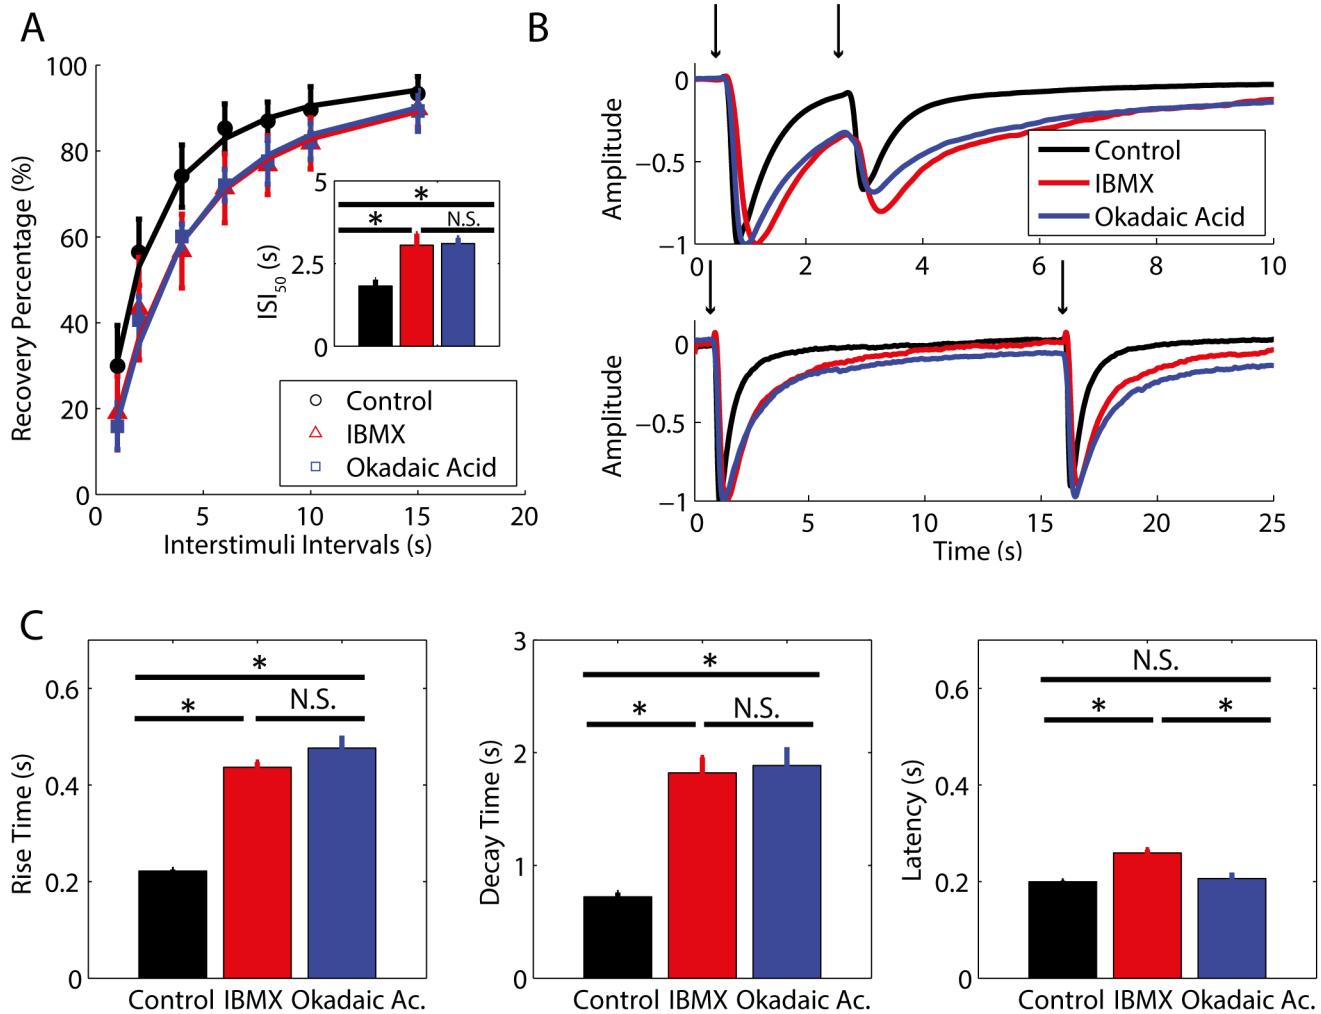 A
Recovery Percentage (%)
100
80
60
40
20
0
0 5 10 15 20
Interstimuli Intervals (s)
ISI50 (s)
5
2.5
0
*
* N.S.
Control
IBMX
Okadaic Acid
B
Amplitude
0
−0.5
−1
0 2 4 6 8 10
Control
IBMX
Okadaic Acid
Amplitude
0
−0.5
−1
0 5 10 15 20 25
Time (s)
C
Rise Time (s)
0.6
0.4
0.2
0
*
* N.S.
Control IBMX Okadaic Ac.
Decay Time (s)
3
2
1
0
*
* N.S.
Control IBMX Okadaic Ac.
Latency (s)
0.6
0.4
0.2
0
N.S.
* *
Control IBMX Okadaic Ac.